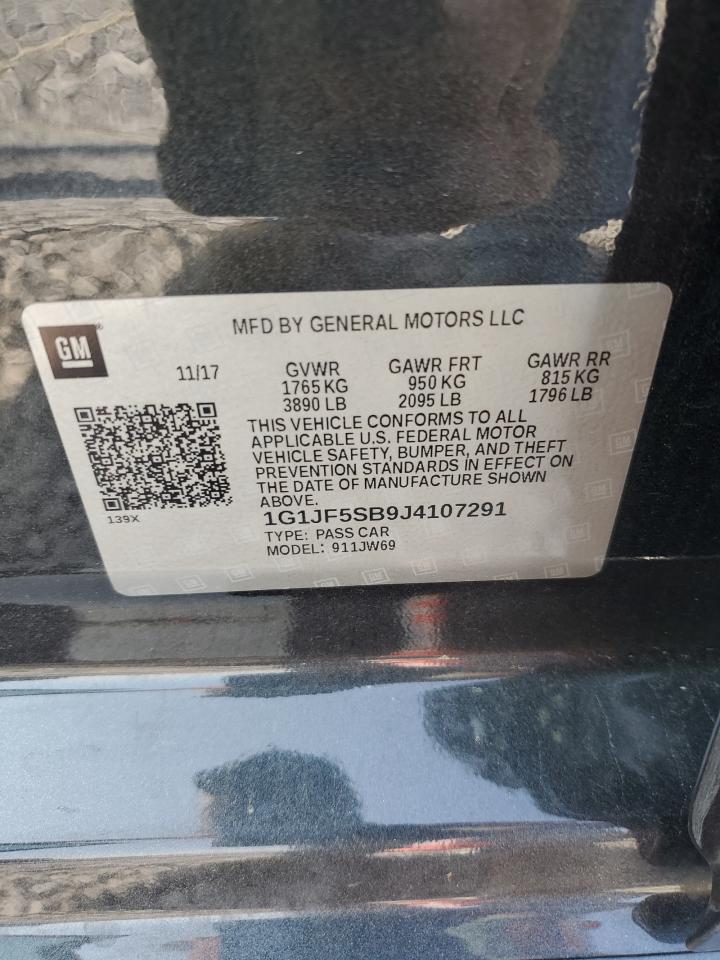 MFD BY GENERAL MOTORS LLC
GM
11/17
GVWR GAWR FRT GAWR RR
1765 KG 950 KG 815 KG
3890 LB 2095 LB 1796 LB
THIS VEHICLE CONFORMS TO ALL
APPLICABLE U.S. FEDERAL MOTOR
VEHICLE SAFETY, BUMPER, AND THEFT
PREVENTION STANDARDS IN EFFECT ON
THE DATE OF MANUFACTURE SHOWN
ABOVE.
139X
1G1JF5SB9J4107291
TYPE: PASS CAR
MODEL: 911JW69